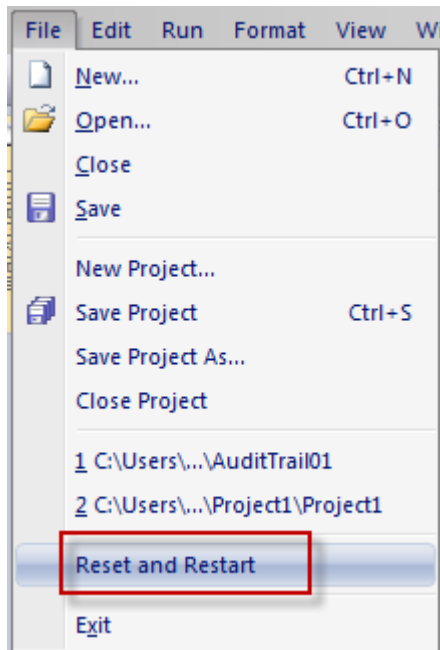 File Edit Run Format View
New... Ctrl+N
Open... Ctrl+O
Close
Save
New Project...
Save Project Ctrl+S
Save Project As...
Close Project
1 C:\Users\...\AuditTrail01
2 C:\Users\...\Project1\Project1
Reset and Restart
Exit